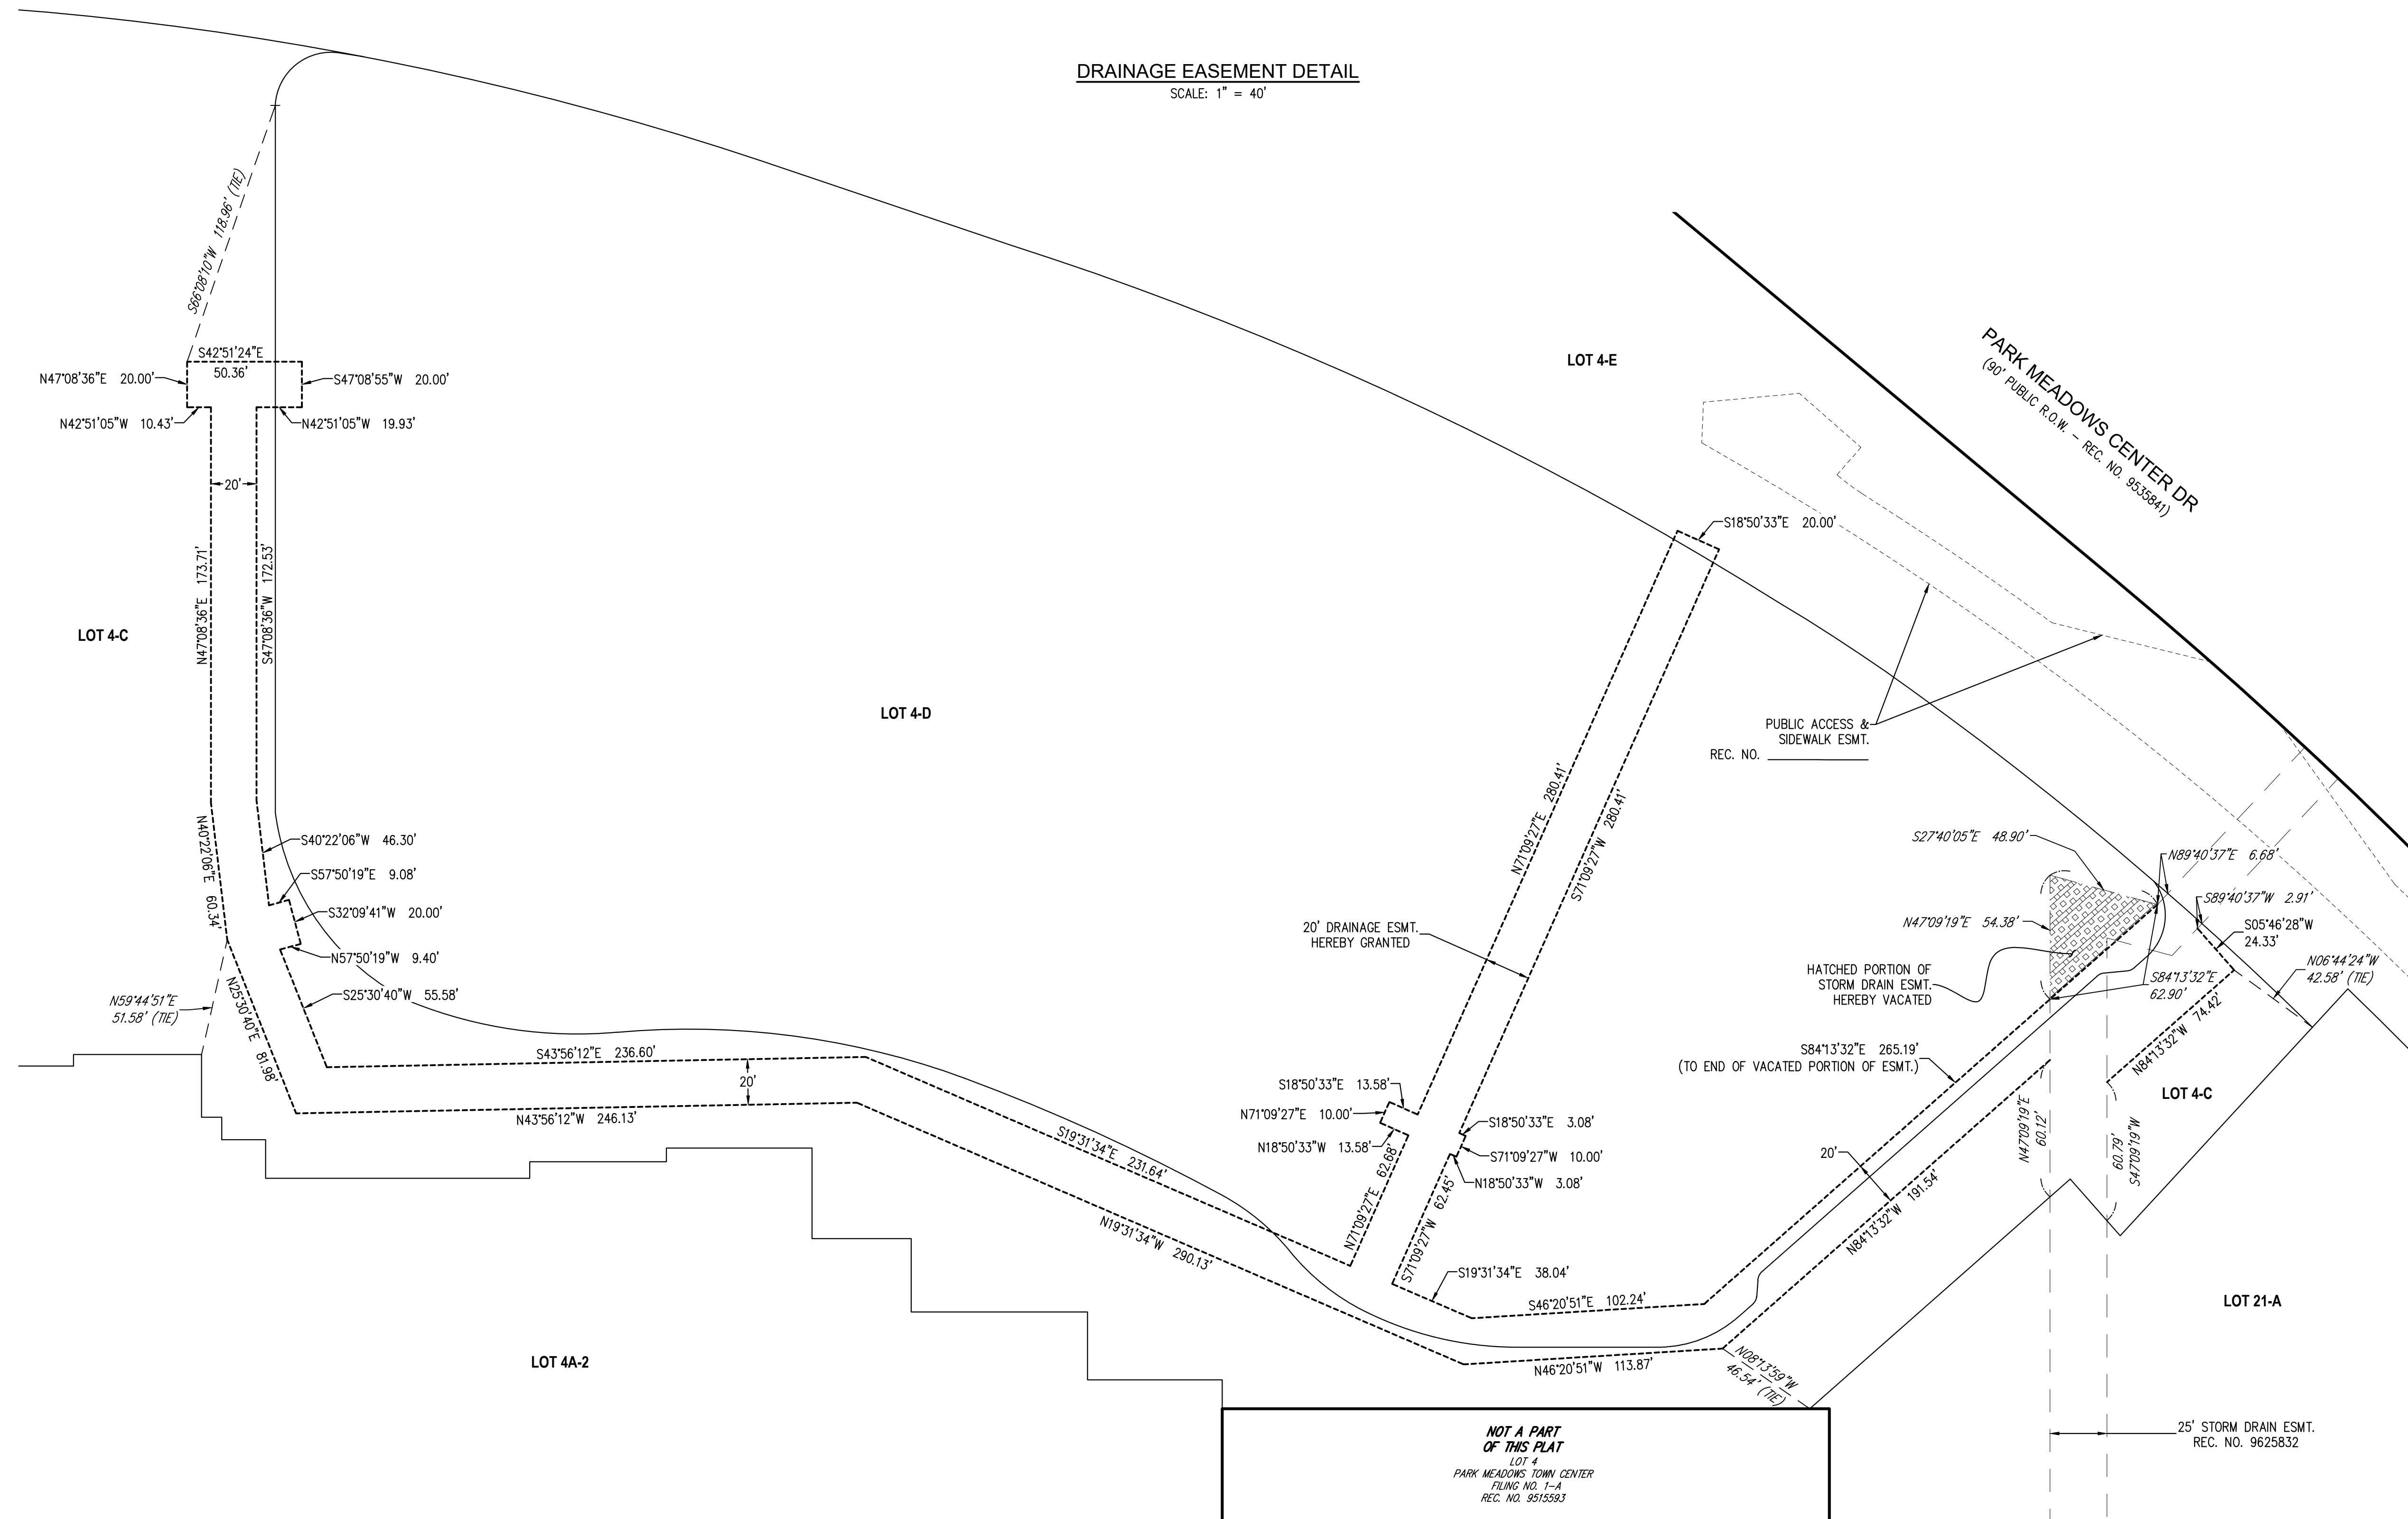 DRAINAGE EASEMENT DETAIL
SCALE: 1" = 40'
S66°08'10"W 118.96' (TIE)
S42°51'24"E
50.36'
N47°08'36"E 20.00'
S47°08'55"W 20.00'
N42°51'05"W 10.43'
N42°51'05"W 19.93'
20'
N47°08'36"E 173.71'
S47°08'36"W 172.53'
LOT 4-C
LOT 4-D
LOT 4-E
PARK MEADOWS CENTER DR
(90' PUBLIC R.O.W. - REC. NO. 9535841)
S18°50'33"E 20.00'
N71°09'27"E 280.41'
S71°09'27"W 280.41'
PUBLIC ACCESS &
SIDEWALK ESMT.
REC. NO.
N40°22'06"E 60.34'
S40°22'06"W 46.30'
S57°50'19"E 9.08'
S32°09'41"W 20.00'
N57°50'19"W 9.40'
S25°30'40"W 55.58'
N59°44'51"E
51.58' (TIE)
N25°30'40"E 81.98'
S43°56'12"E 236.60'
20'
N43°56'12"W 246.13'
S19°31'34"E 231.64'
N19°31'34"W 290.13'
20' DRAINAGE ESMT.
HEREBY GRANTED
S18°50'33"E 13.58'
N71°09'27"E 10.00'
N18°50'33"W 13.58'
S18°50'33"E 3.08'
S71°09'27"W 10.00'
N18°50'33"W 3.08'
N71°09'27"E 62.68'
S71°09'27"W 62.45'
S19°31'34"E 38.04'
S46°20'51"E 102.24'
N46°20'51"W 113.87'
S27°40'05"E 48.90'
N89°40'37"E 6.68'
S89°40'37"W 2.91'
N47°09'19"E 54.38'
S05°46'28"W
24.33'
N06°44'24"W
42.58' (TIE)
HATCHED PORTION OF
STORM DRAIN ESMT.
HEREBY VACATED
S84°13'32"E
62.90'
S84°13'32"E 265.19'
(TO END OF VACATED PORTION OF ESMT.)
N84°13'32"W 74.42'
LOT 4-C
N47°09'19"E
60.12'
60.79'
S47°09'19"W
20'
N84°13'32"W 191.54'
N08°13'59"W
46.54' (TIE)
LOT 21-A
LOT 4A-2
25' STORM DRAIN ESMT.
REC. NO. 9625832
NOT A PART
OF THIS PLAT
LOT 4
PARK MEADOWS TOWN CENTER
FILING NO. 1-A
REC. NO. 9515593